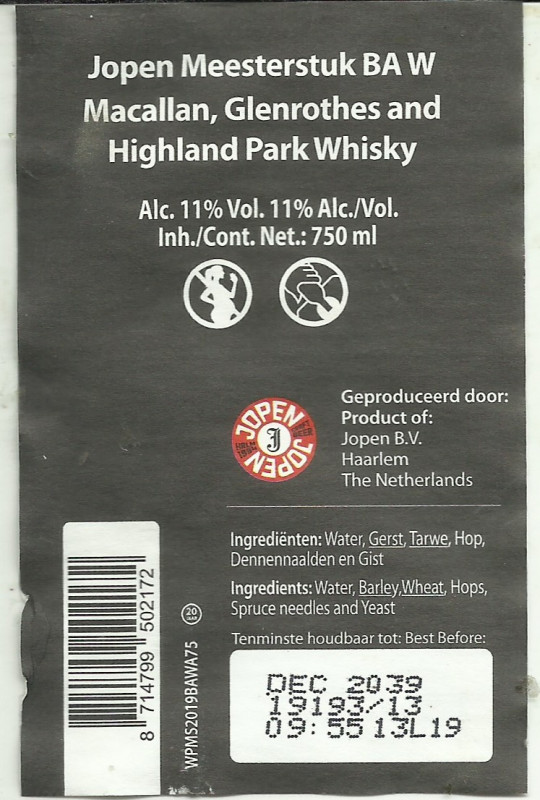 Jopen Meesterstuk BA W
Macallan, Glenrothes and
Highland Park Whisky
Alc. 11% Vol. 11% Alc./Vol.
Inh./Cont. Net.: 750 ml
JOPEN
J
JOPEN
Geproduceerd door:
Product of:
Jopen B.V.
Haarlem
The Netherlands
Ingrediënten: Water, Gerst, Tarwe, Hop,
Dennennaalden en Gist
Ingredients: Water, Barley,Wheat, Hops,
Spruce needles and Yeast
Tenminste houdbaar tot: Best Before:
DEC 2039
19193/13
09:55 13L19
8 714799 502172
WPMS2019BAWA75
20
JAAR